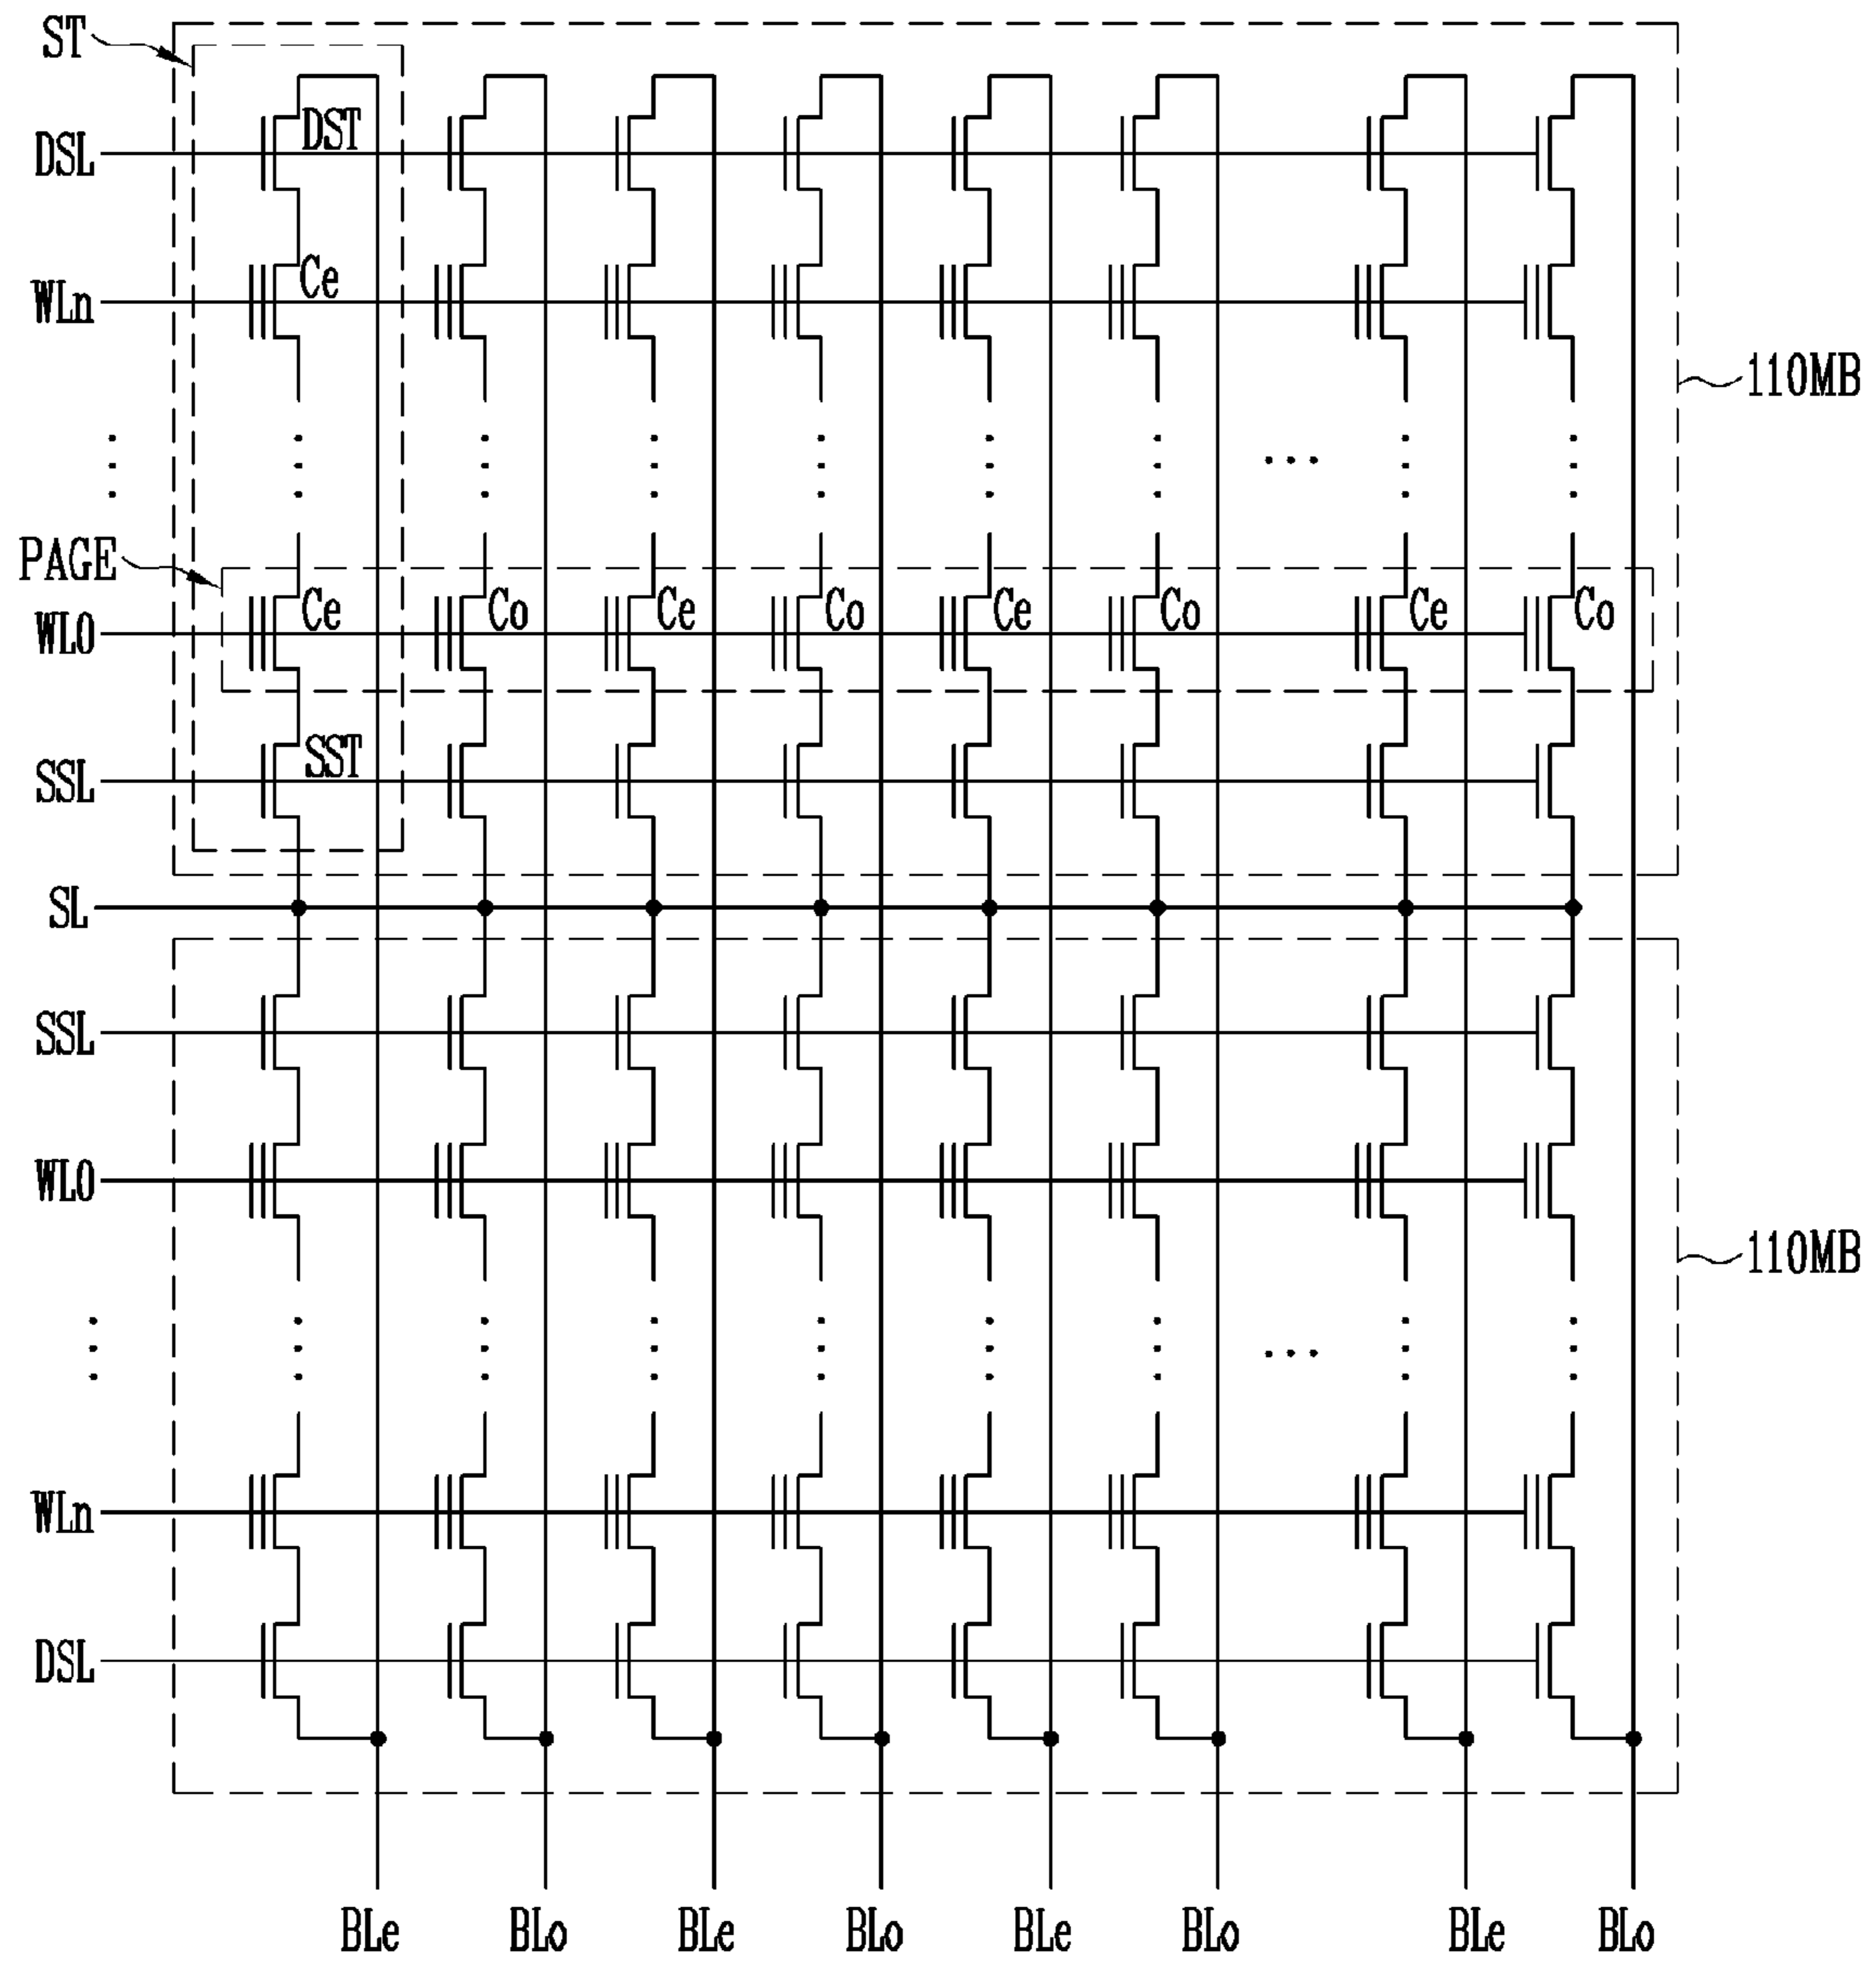 ST
DST
DSL
Ce
WLn
110MB
PAGE
Ce Co Ce Co Ce Co Ce Co
WL0
SST
SSL
SL
SSL
WL0
110MB
WLn
DSL
BLe BLo BLe BLo BLe BLo BLe BLo